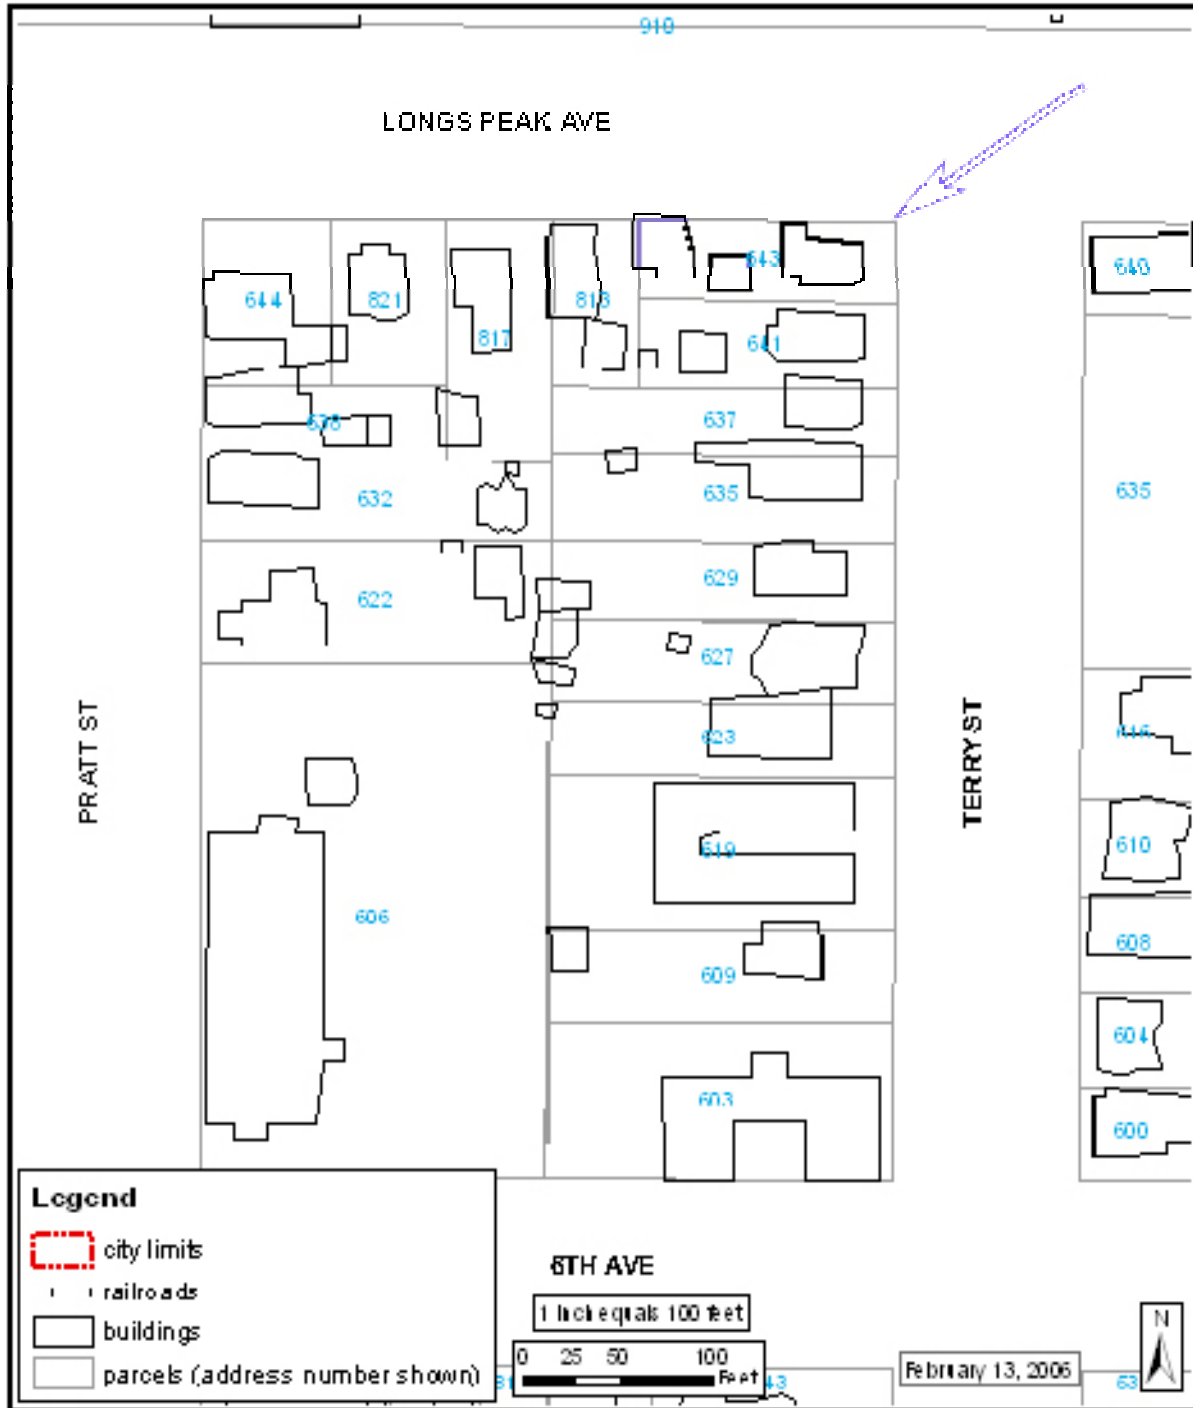 910
LONGS PEAK AVE
643
640
644
821
813
817
641
637
638
635
632
635
629
622
627
623
616
PRATT ST
TERRY ST
619
610
606
608
609
604
603
600
Legend
city limits
railroads
buildings
parcels (address number shown)
6TH AVE
1 Inch equals 100 feet
0 25 50 100
Feet
February 13, 2006
N